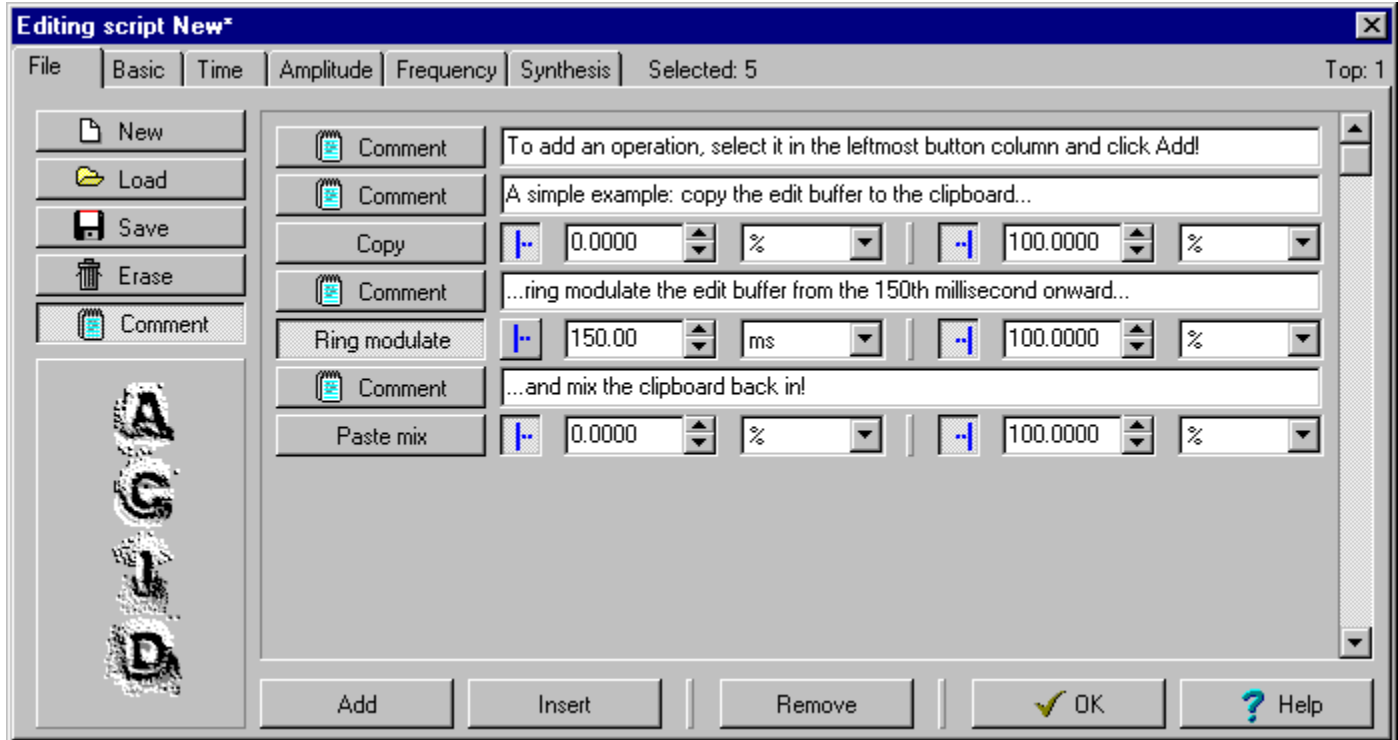 Editing script New*
File Basic Time Amplitude Frequency Synthesis Selected: 5 Top: 1
New
Load
Save
Erase
Comment
ACID
Comment To add an operation, select it in the leftmost button column and click Add!
Comment A simple example: copy the edit buffer to the clipboard...
Copy 0.0000 % 100.0000 %
Comment ...ring modulate the edit buffer from the 150th millisecond onward...
Ring modulate 150.00 ms 100.0000 %
Comment ...and mix the clipboard back in!
Paste mix 0.0000 % 100.0000 %
Add Insert Remove OK ? Help